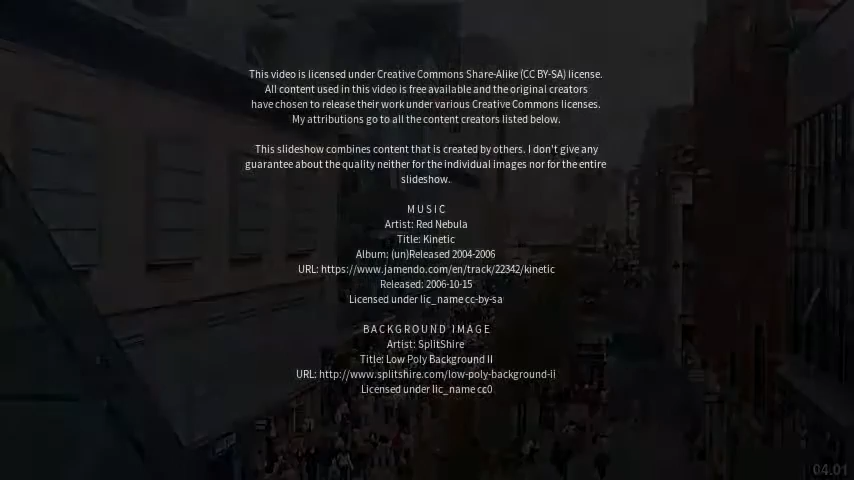 This video is licensed under Creative Commons Share-Alike (CC BY-SA) license.
All content used in this video is free available and the original creators
have chosen to release their work under various Creative Commons licenses.
My attributions go to all the content creators listed below.
This slideshow combines content that is created by others. I don't give any
guarantee about the quality neither for the individual images nor for the entire
slideshow.
MUSIC
Artist: Red Nebula
Title: Kinetic
Album: (un)Released 2004-2006
URL: https://www.jamendo.com/en/track/22342/kinetic
Released: 2006-10-15
Licensed under lic_name cc-by-sa
BACKGROUND IMAGE
Artist: SplitShire
Title: Low Poly Background II
URL: http://www.splitshire.com/low-poly-background-ii
Licensed under lic_name cc0
04.01